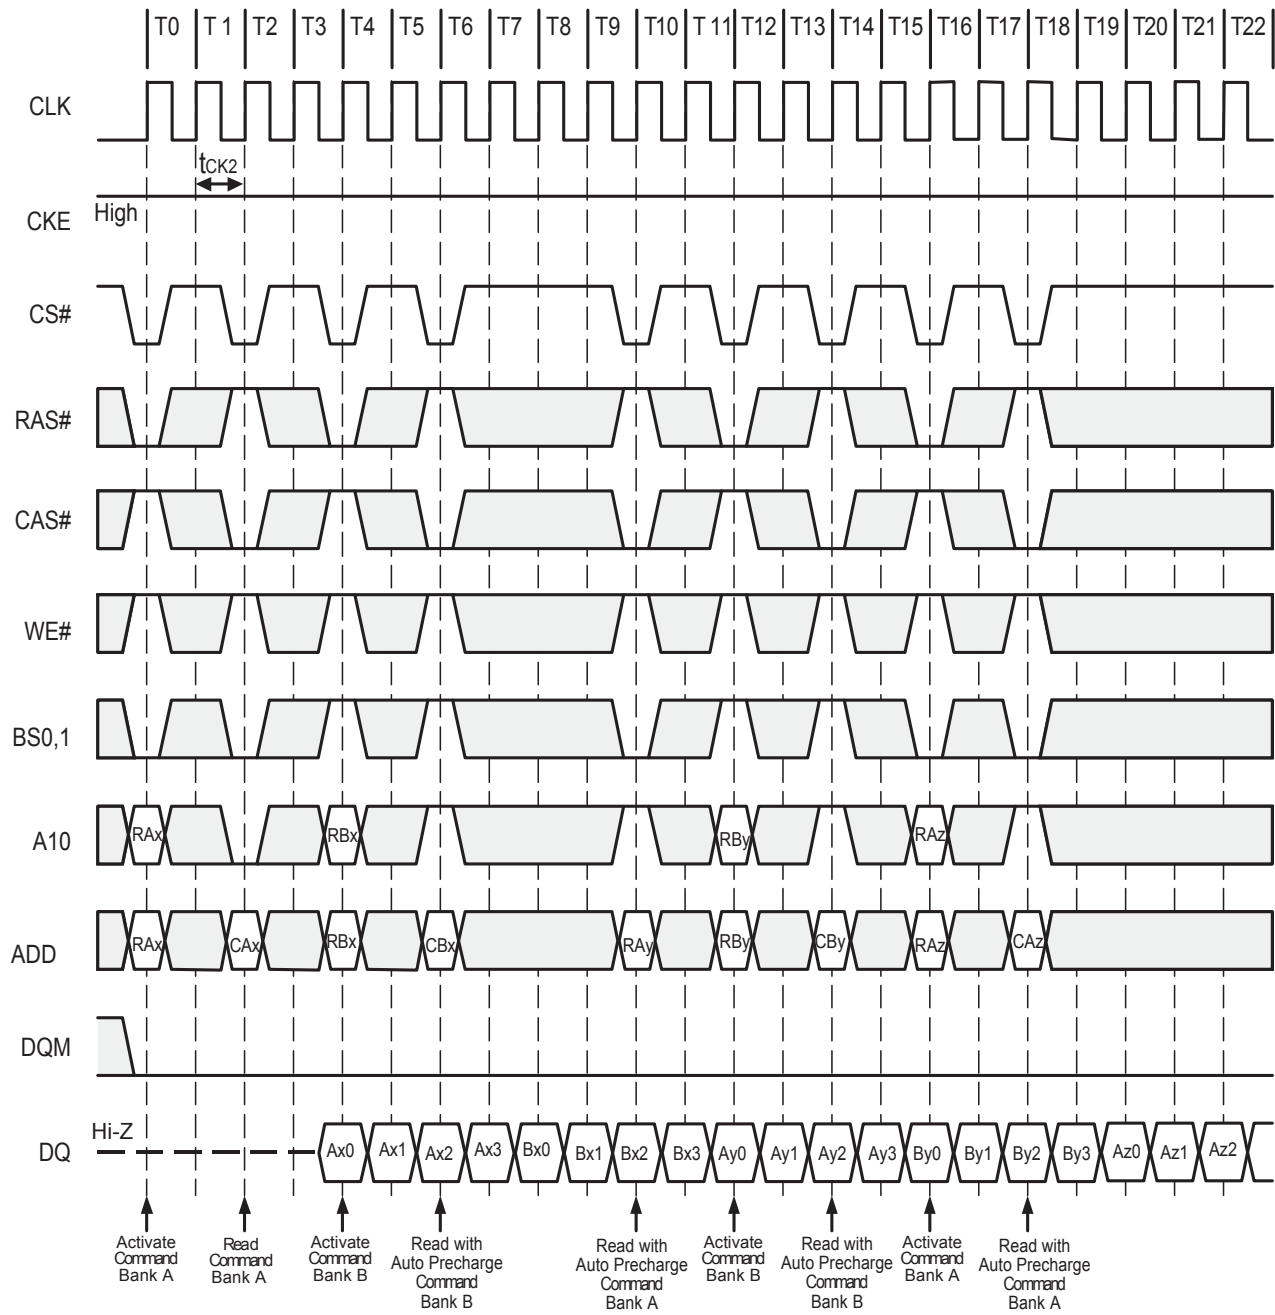 T0 T 1 T2 T3 T4 T5 T6 T7 T8 T9 T10 T 11 T12 T13 T14 T15 T16 T17 T18 T19 T20 T21 T22
CLK
tCK2
CKE High
CS#
RAS#
CAS#
WE#
BS0,1
A10 RAx RBx RBy RAz
ADD RAx CAx RBx CBx RAy RBy CBy RAz CAz
DQM
DQ Hi-Z Ax0 Ax1 Ax2 Ax3 Bx0 Bx1 Bx2 Bx3 Ay0 Ay1 Ay2 Ay3 By0 By1 By2 By3 Az0 Az1 Az2
Activate
Command
Bank A
Read
Command
Bank A
Activate
Command
Bank B
Read with
Auto Precharge
Command
Bank B
Read with
Auto Precharge
Command
Bank A
Activate
Command
Bank B
Read with
Auto Precharge
Command
Bank B
Activate
Command
Bank A
Read with
Auto Precharge
Command
Bank A